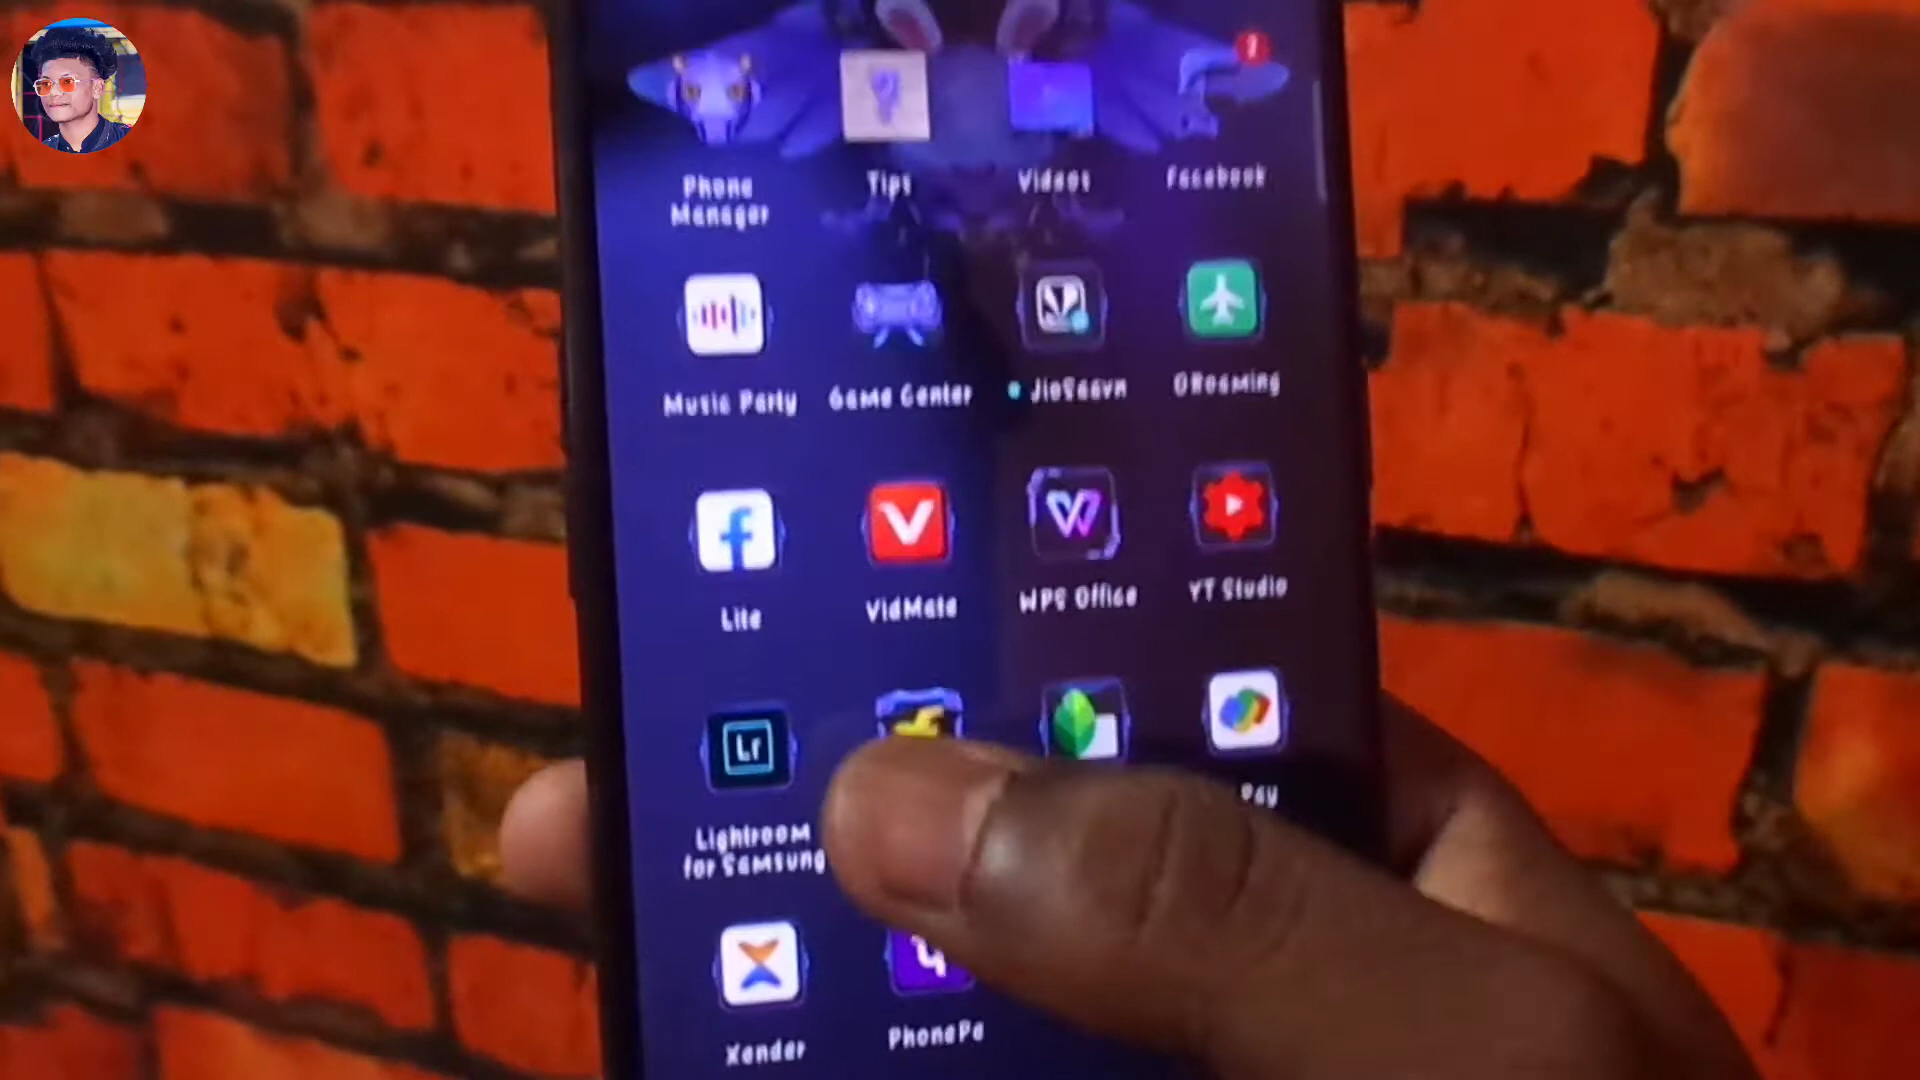 Phone
Manager
Tips
Videos
Facebook
Music Party
Game Center
JioSaavn
ORoaming
Lite
VidMate
WPS Office
YT Studio
Lr
Lightroom
for Samsung
Pay
Xender
PhonePe